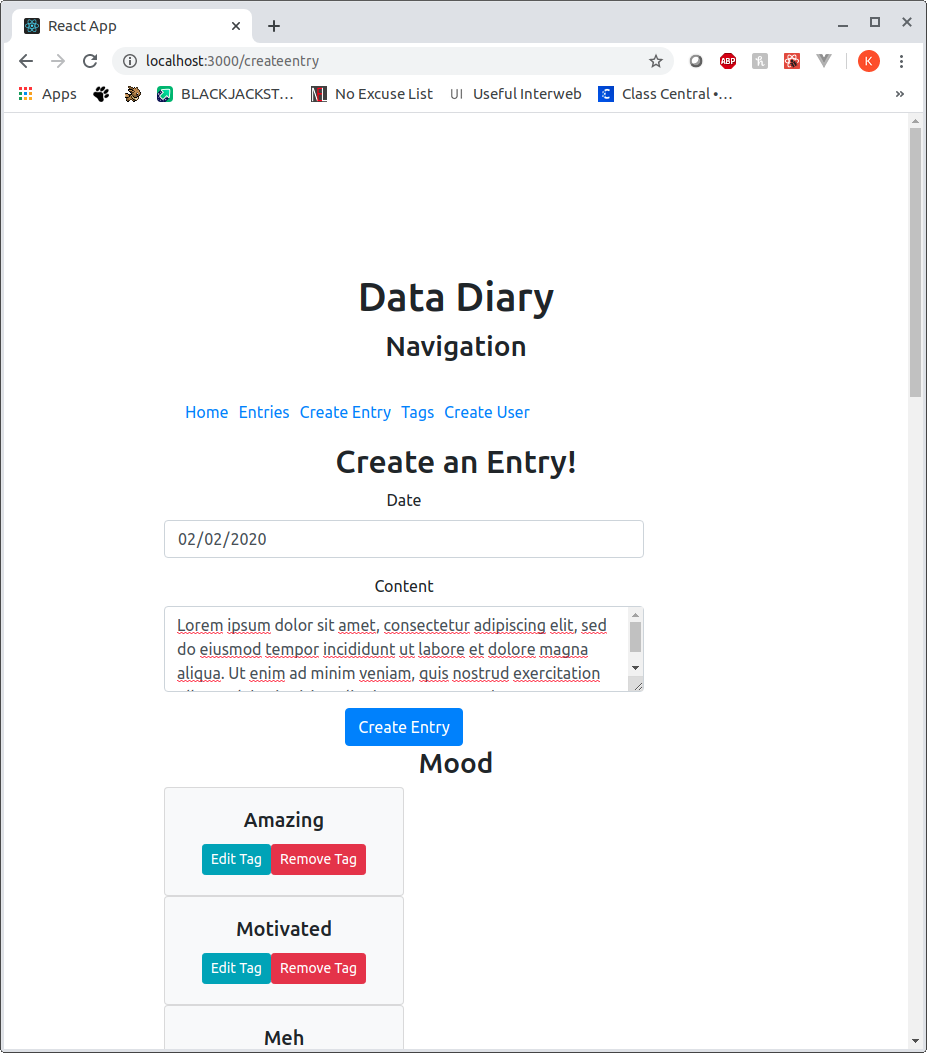 React App
localhost:3000/createentry
ABP
K
Apps
BLACKJACKST...
No Excuse List
UI Useful Interweb
Class Central •...
»
Data Diary
Navigation
Home Entries Create Entry Tags Create User
Create an Entry!
Date
02/02/2020
Content
Lorem ipsum dolor sit amet, consectetur adipiscing elit, sed
do eiusmod tempor incididunt ut labore et dolore magna
aliqua. Ut enim ad minim veniam, quis nostrud exercitation
Create Entry
Mood
Amazing
Edit Tag Remove Tag
Motivated
Edit Tag Remove Tag
Meh